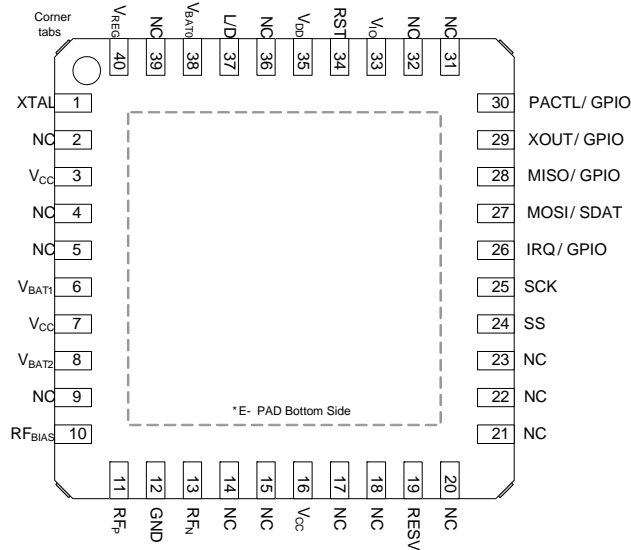 Corner
tabs
VREG
NC
VBAT0
L/D
NC
VDD
RST
VIO
NC
NC
40
39
38
37
36
35
34
33
32
31
XTAL 1
NC 2
VCC 3
NC 4
NC 5
VBAT1 6
VCC 7
VBAT2 8
NC 9
RFBIAS 10
30 PACTL/ GPIO
29 XOUT/ GPIO
28 MISO/ GPIO
27 MOSI/ SDAT
26 IRQ/ GPIO
25 SCK
24 SS
23 NC
22 NC
21 NC
*E- PAD Bottom Side
11
12
13
14
15
16
17
18
19
20
RFP
GND
RFN
NC
NC
VCC
NC
NC
RESV
NC